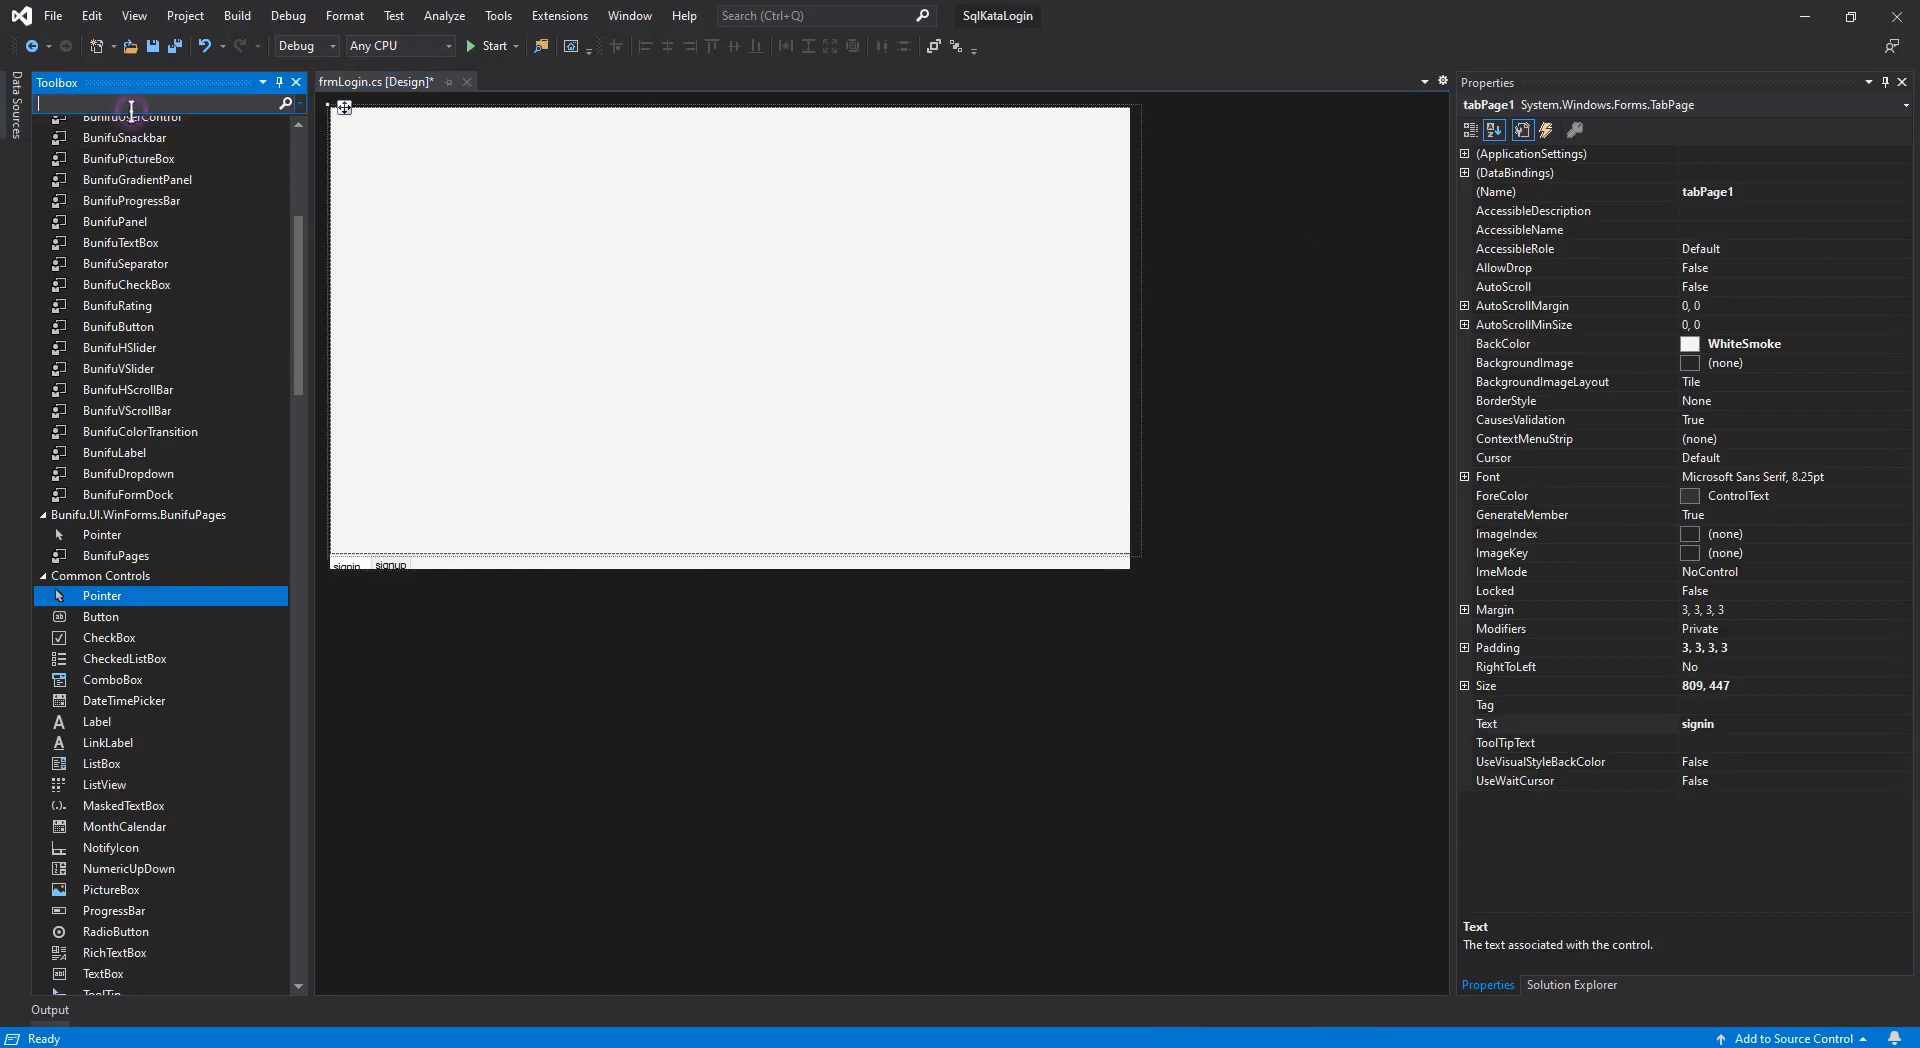 File Edit View Project Build Debug Format Test Analyze Tools Extensions Window Help Search (Ctrl+Q) SqlKataLogin
Debug Any CPU Start
Data Sources
Toolbox
BunifuUserControl
BunifuSnackbar
BunifuPictureBox
BunifuGradientPanel
BunifuProgressBar
BunifuPanel
BunifuTextBox
BunifuSeparator
BunifuCheckBox
BunifuRating
BunifuButton
BunifuHSlider
BunifuVSlider
BunifuHScrollBar
BunifuVScrollBar
BunifuColorTransition
BunifuLabel
BunifuDropdown
BunifuFormDock
Bunifu.UI.WinForms.BunifuPages
Pointer
BunifuPages
Common Controls
Pointer
Button
CheckBox
CheckedListBox
ComboBox
DateTimePicker
Label
LinkLabel
ListBox
ListView
MaskedTextBox
MonthCalendar
NotifyIcon
NumericUpDown
PictureBox
ProgressBar
RadioButton
RichTextBox
TextBox
ToolTip
frmLogin.cs [Design]*
signin signup
Properties
tabPage1 System.Windows.Forms.TabPage
(ApplicationSettings)
(DataBindings)
(Name) tabPage1
AccessibleDescription
AccessibleName
AccessibleRole Default
AllowDrop False
AutoScroll False
AutoScrollMargin 0, 0
AutoScrollMinSize 0, 0
BackColor WhiteSmoke
BackgroundImage (none)
BackgroundImageLayout Tile
BorderStyle None
CausesValidation True
ContextMenuStrip (none)
Cursor Default
Font Microsoft Sans Serif, 8.25pt
ForeColor ControlText
GenerateMember True
ImageIndex (none)
ImageKey (none)
ImeMode NoControl
Locked False
Margin 3, 3, 3, 3
Modifiers Private
Padding 3, 3, 3, 3
RightToLeft No
Size 809, 447
Tag
Text signin
ToolTipText
UseVisualStyleBackColor False
UseWaitCursor False
Text
The text associated with the control.
Properties Solution Explorer
Output
Ready
Add to Source Control